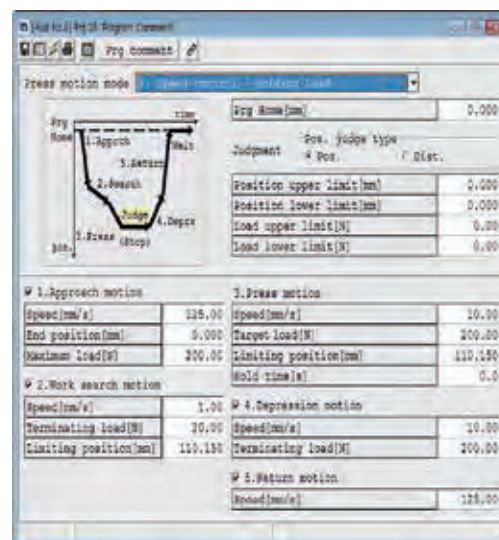 Program Comment
Prg comment
Press motion mode
Prg Home[mm] 0.000
Judgment
Pos. judge type
Pos. Dist.
Position upper limit[mm] 0.000
Position lower limit[mm] 0.000
Load upper limit[N] 0.00
Load lower limit[N] 0.00
time
Prg
Home
1.Approch
Wait
5.Return
2.Search
Judge
4.Depre
3.Press
(Stop)
1.Approach motion
Speed[mm/s] 125.00
End position[mm] 0.000
Maximum load[N] 200.00
2.Work search motion
Speed[mm/s] 1.00
Terminating load[N] 20.00
Limiting position[mm] 110.150
3.Press motion
Speed[mm/s] 10.00
Target load[N] 200.00
Limiting position[mm] 110.150
Hold time[s] 0.0
4.Depression motion
Speed[mm/s] 10.00
Terminating load[N] 200.00
5.Return motion
Speed[mm/s] 125.00